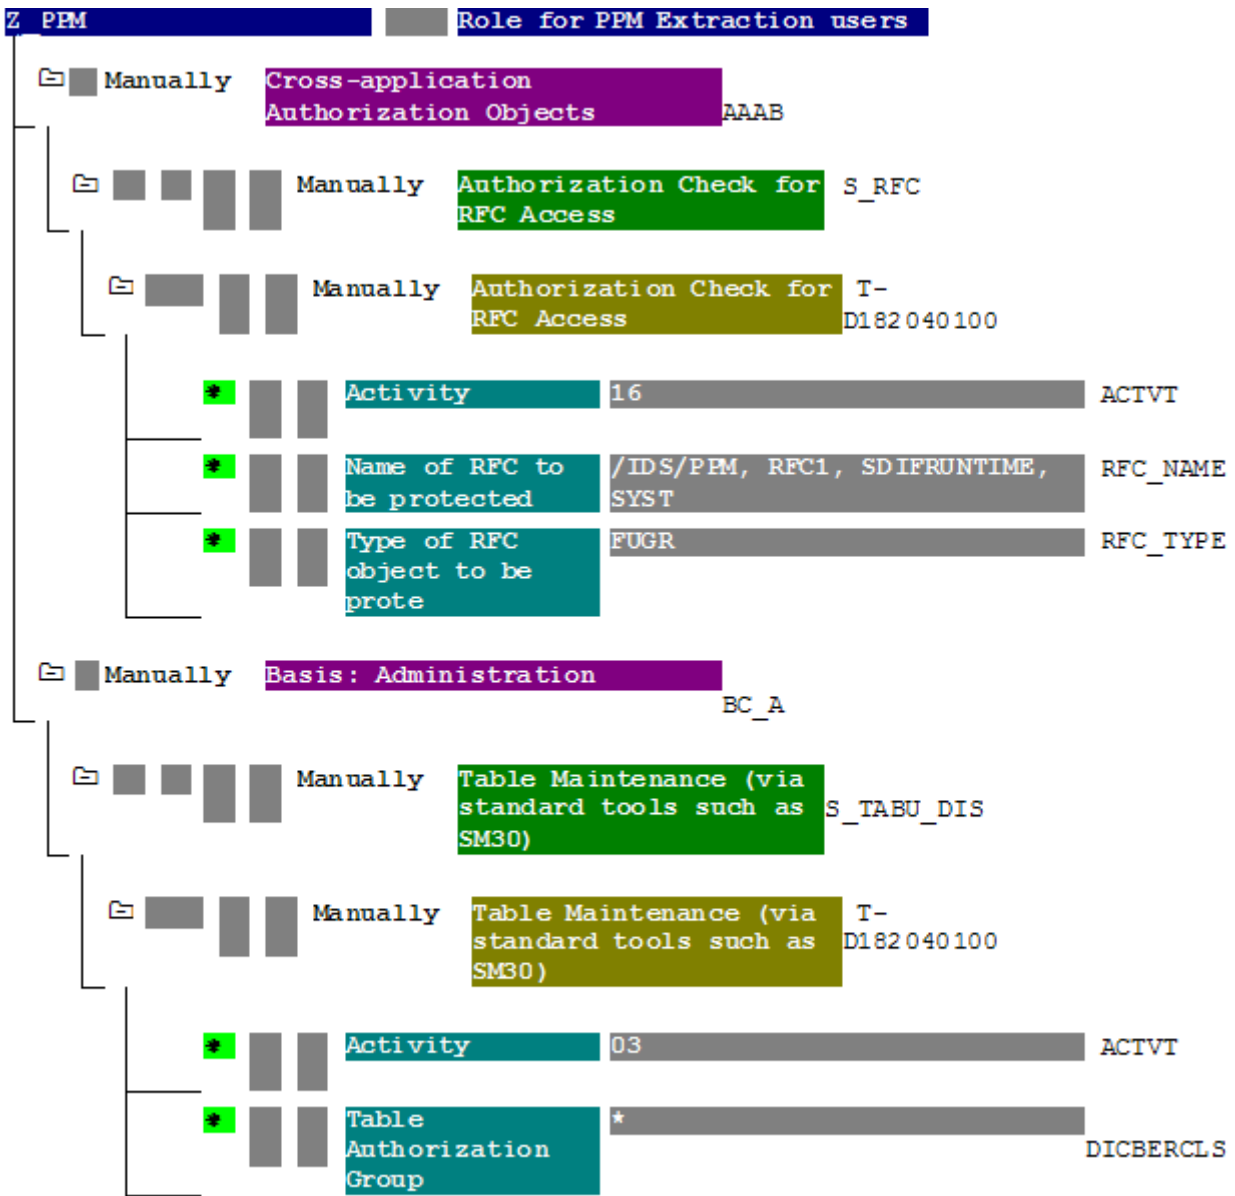 Z_PPM Role for PPM Extraction users
Manually Cross-application
Authorization Objects AAAB
Manually Authorization Check for S_RFC
RFC Access
Manually Authorization Check for T-
RFC Access D182040100
* Activity 16 ACTVT
* Name of RFC to /IDS/PPM, RFC1, SDIFRUNTIME, RFC_NAME
be protected SYST
* Type of RFC FUGR RFC_TYPE
object to be
prote
Manually Basis: Administration
BC_A
Manually Table Maintenance (via
standard tools such as S_TABU_DIS
SM30)
Manually Table Maintenance (via T-
standard tools such as D182040100
SM30)
* Activity 03 ACTVT
* Table *
Authorization DICBERCLS
Group